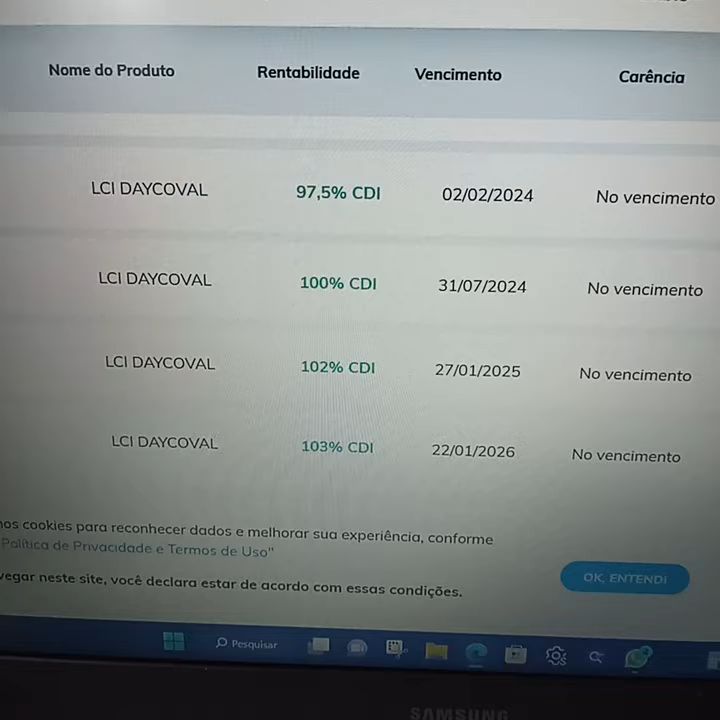 Nome do Produto Rentabilidade Vencimento Carência
LCI DAYCOVAL 97,5% CDI 02/02/2024 No vencimento
LCI DAYCOVAL 100% CDI 31/07/2024 No vencimento
LCI DAYCOVAL 102% CDI 27/01/2025 No vencimento
LCI DAYCOVAL 103% CDI 22/01/2026 No vencimento
cookies para reconhecer dados e melhorar sua experiência, conforme
Política de Privacidade e Termos de Uso"
neste site, você declara estar de acordo com essas condições.
OK, ENTENDI
Pesquisar
SAMSUNG